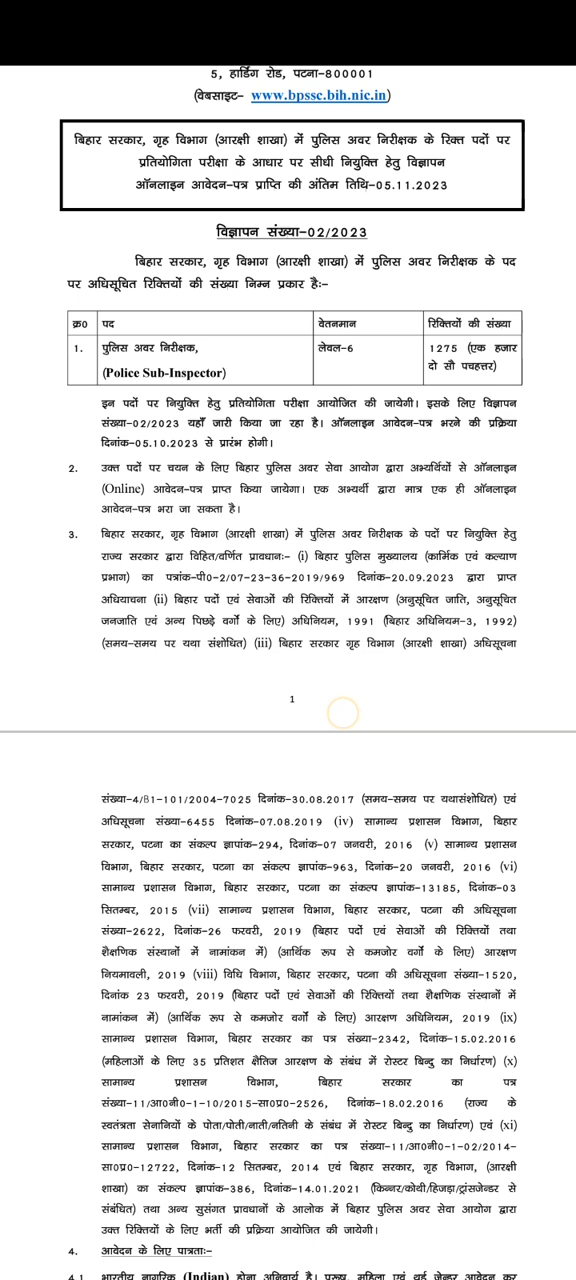 5, हार्डिंग रोड, पटना-800001
(वेबसाइट- www.bpssc.bih.nic.in)
बिहार सरकार, गृह विभाग (आरक्षी शाखा) में पुलिस अवर निरीक्षक के रिक्त पदों पर
प्रतियोगिता परीक्षा के आधार पर सीधी नियुक्ति हेतु विज्ञापन
ऑनलाइन आवेदन-पत्र प्राप्ति की अंतिम तिथि-05.11.2023
विज्ञापन संख्या-02/2023
बिहार सरकार, गृह विभाग (आरक्षी शाखा) में पुलिस अवर निरीक्षक के पद
पर अधिसूचित रिक्तियों की संख्या निम्न प्रकार है:-
क्र0 पद वेतनमान रिक्तियों की संख्या
1. पुलिस अवर निरीक्षक, लेवल-6 1275 (एक हजार
(Police Sub-Inspector) दो सौ पचहत्तर)
इन पदों पर नियुक्ति हेतु प्रतियोगिता परीक्षा आयोजित की जायेगी। इसके लिए विज्ञापन
संख्या-02/2023 यहाँ जारी किया जा रहा है। ऑनलाइन आवेदन-पत्र भरने की प्रक्रिया
दिनांक-05.10.2023 से प्रारंभ होगी।
2. उक्त पदों पर चयन के लिए बिहार पुलिस अवर सेवा आयोग द्वारा अभ्यर्थियों से ऑनलाइन
(Online) आवेदन-पत्र प्राप्त किया जायेगा। एक अभ्यर्थी द्वारा मात्र एक ही ऑनलाइन
आवेदन-पत्र भरा जा सकता है।
3. बिहार सरकार, गृह विभाग (आरक्षी शाखा) में पुलिस अवर निरीक्षक के पदों पर नियुक्ति हेतु
राज्य सरकार द्वारा विहित/वर्णित प्रावधान:- (i) बिहार पुलिस मुख्यालय (कार्मिक एवं कल्याण
प्रभाग) का पत्रांक-पी0-2/07-23-36-2019/969 दिनांक-20.09.2023 द्वारा प्राप्त
अधियाचना (ii) बिहार पदों एवं सेवाओं की रिक्तियों में आरक्षण (अनुसूचित जाति, अनुसूचित
जनजाति एवं अन्य पिछड़े वर्गो के लिए) अधिनियम, 1991 (बिहार अधिनियम-3, 1992)
(समय-समय पर यथा संशोधित) (iii) बिहार सरकार गृह विभाग (आरक्षी शाखा) अधिसूचना
1
संख्या-4/B1-101/2004-7025 दिनांक-30.08.2017 (समय-समय पर यथासंशोधित) एवं
अधिसूचना संख्या-6455 दिनांक-07.08.2019 (iv) सामान्य प्रशासन विभाग, बिहार
सरकार, पटना का संकल्प ज्ञापांक-294, दिनांक-07 जनवरी, 2016 (v) सामान्य प्रशासन
विभाग, बिहार सरकार, पटना का संकल्प ज्ञापांक-963, दिनांक-20 जनवरी, 2016 (vi)
सामान्य प्रशासन विभाग, बिहार सरकार, पटना का संकल्प ज्ञापांक-13185, दिनांक-03
सितम्बर, 2015 (vii) सामान्य प्रशासन विभाग, बिहार सरकार, पटना की अधिसूचना
संख्या-2622, दिनांक-26 फरवरी, 2019 (बिहार पदों एवं सेवाओं की रिक्तियों तथा
शैक्षणिक संस्थानों में नामांकन में) (आर्थिक रूप से कमजोर वर्गो के लिए) आरक्षण
नियमावली, 2019 (viii) विधि विभाग, बिहार सरकार, पटना की अधिसूचना संख्या-1520,
दिनांक 23 फरवरी, 2019 (बिहार पदों एवं सेवाओं की रिक्तियों तथा शैक्षणिक संस्थानों में
नामांकन में) (आर्थिक रूप से कमजोर वर्गो के लिए) आरक्षण अधिनियम, 2019 (ix)
सामान्य प्रशासन विभाग, बिहार सरकार का पत्र संख्या-2342, दिनांक-15.02.2016
(महिलाओं के लिए 35 प्रतिशत क्षैतिज आरक्षण के संबंध में रोस्टर बिन्दु का निर्धारण) (x)
सामान्य प्रशासन विभाग, बिहार सरकार का पत्र
संख्या-11/आ0नी0-1-10/2015-सा0प्र0-2526, दिनांक-18.02.2016 (राज्य के
स्वतंत्रता सेनानियों के पोता/पोती/नाती/नतिनी के संबंध में रोस्टर बिन्दु का निर्धारण) एवं (xi)
सामान्य प्रशासन विभाग, बिहार सरकार का पत्र संख्या-11/आ0नी0-1-02/2014-
सा0प्र0-12722, दिनांक-12 सितम्बर, 2014 एवं बिहार सरकार, गृह विभाग, (आरक्षी
शाखा) का संकल्प ज्ञापांक-386, दिनांक-14.01.2021 (किन्नर/कोथी/हिजड़ा/ट्रांसजेन्डर से
संबंधित) तथा अन्य सुसंगत प्रावधानों के आलोक में बिहार पुलिस अवर सेवा आयोग द्वारा
उक्त रिक्तियों के लिए भर्ती की प्रक्रिया आयोजित की जायेगी।
4. आवेदन के लिए पात्रता:-
4.1 भारतीय नागरिक (Indian) होना अनिवार्य है। पुरूष, महिला एवं थर्ड जेन्डर आवेदन कर